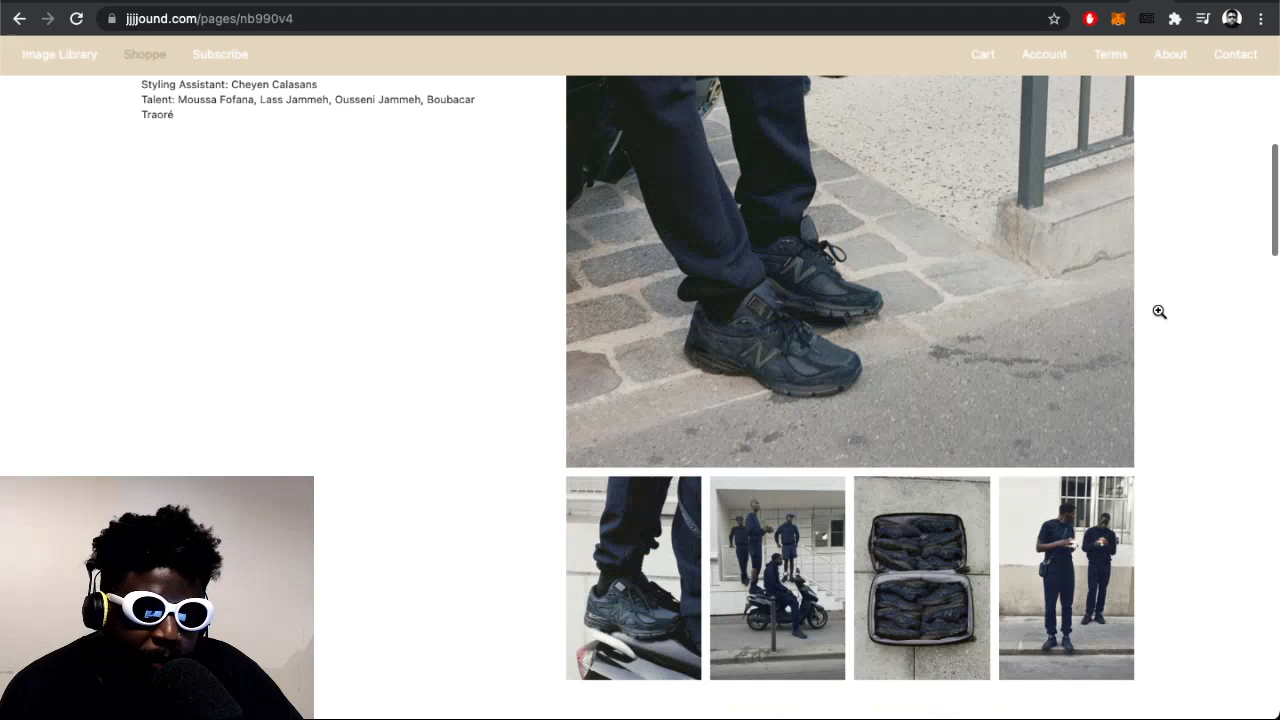 jjjjound.com/pages/nb990v4
Image Library Shoppe Subscribe Cart Account Terms About Contact
Styling Assistant: Cheyen Calasans
Talent: Moussa Fofana, Lass Jammeh, Ousseni Jammeh, Boubacar
Traoré
N
N